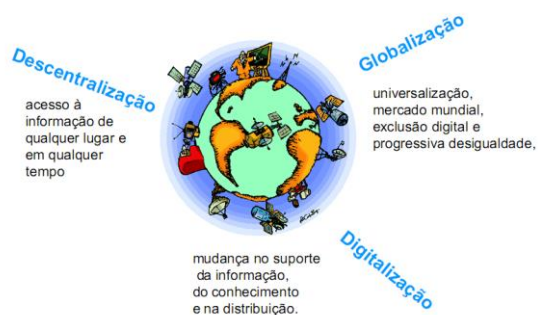 Descentralização
acesso à
informação de
qualquer lugar e
em qualquer
tempo
Globalização
universalização,
mercado mundial,
exclusão digital e
progressiva desigualdade,
Digitalização
mudança no suporte
da informação,
do conhecimento
e na distribuição.